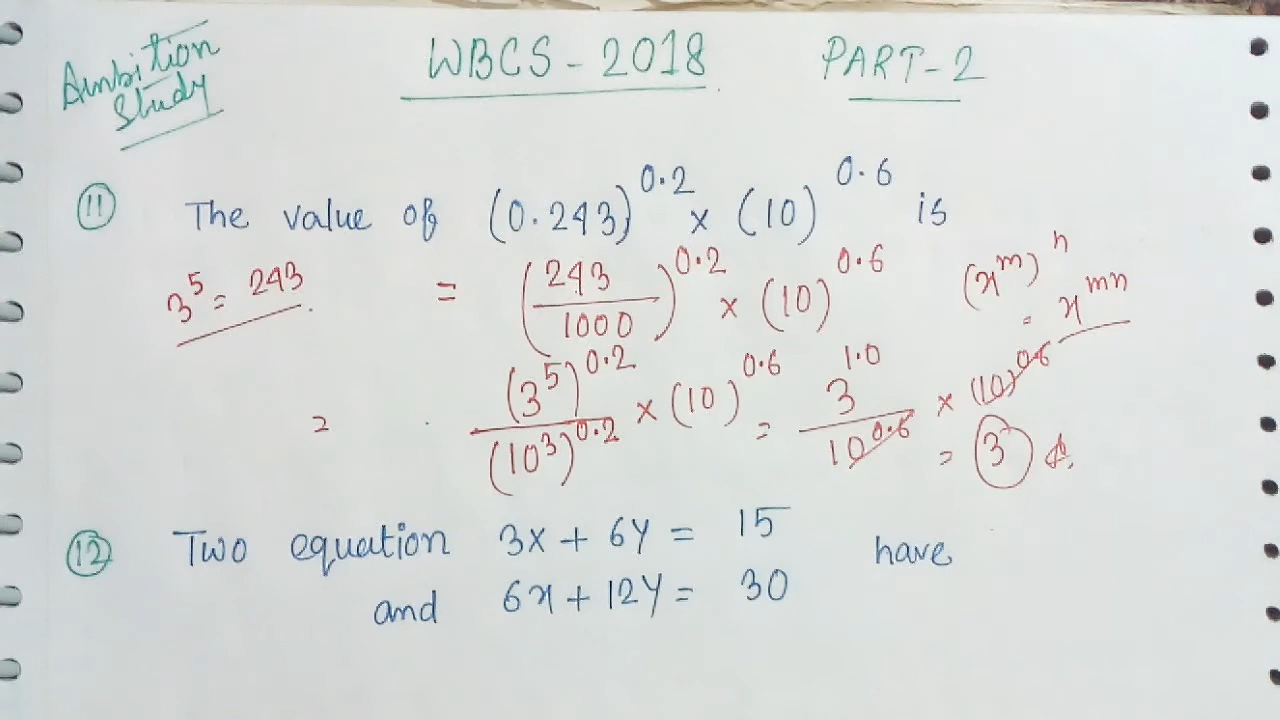 Ambition
Study
WBCS - 2018 PART-2
(11) The value of (0.243)^0.2 × (10)^0.6 is
3^5 = 243
= (243/1000)^0.2 × (10)^0.6
(x^m)^n
= x^mn
= (3^5)^0.2/(10^3)^0.2 × (10)^0.6 = 3^1.0/10^0.6 × (10)^0.6
= 3
(12) Two equation 3x + 6y = 15 have
and 6x + 12y = 30